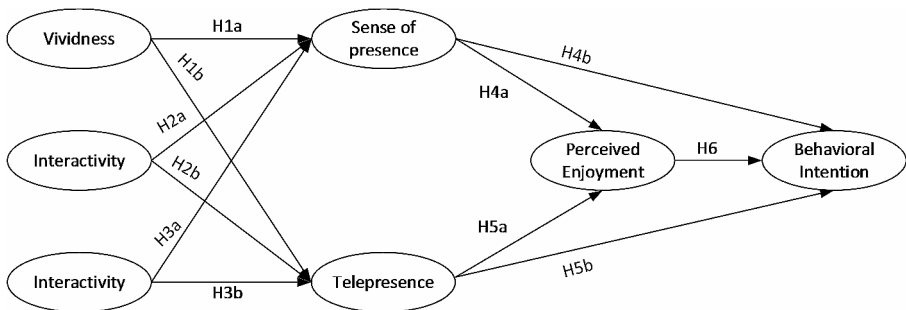 Vividness
H1a
Sense of
presence
H1b
H4b
H2a
H4a
Interactivity
H2b
Perceived
Enjoyment
H6
Behavioral
Intention
H3a
H5a
Interactivity
H3b
Telepresence
H5b